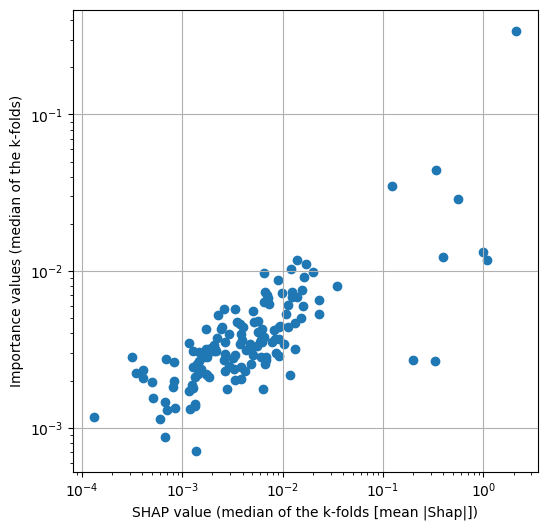 Importance values (median of the k-folds)
10⁻¹
10⁻²
10⁻³
10⁻⁴ 10⁻³ 10⁻² 10⁻¹ 10⁰
SHAP value (median of the k-folds [mean |Shap|])